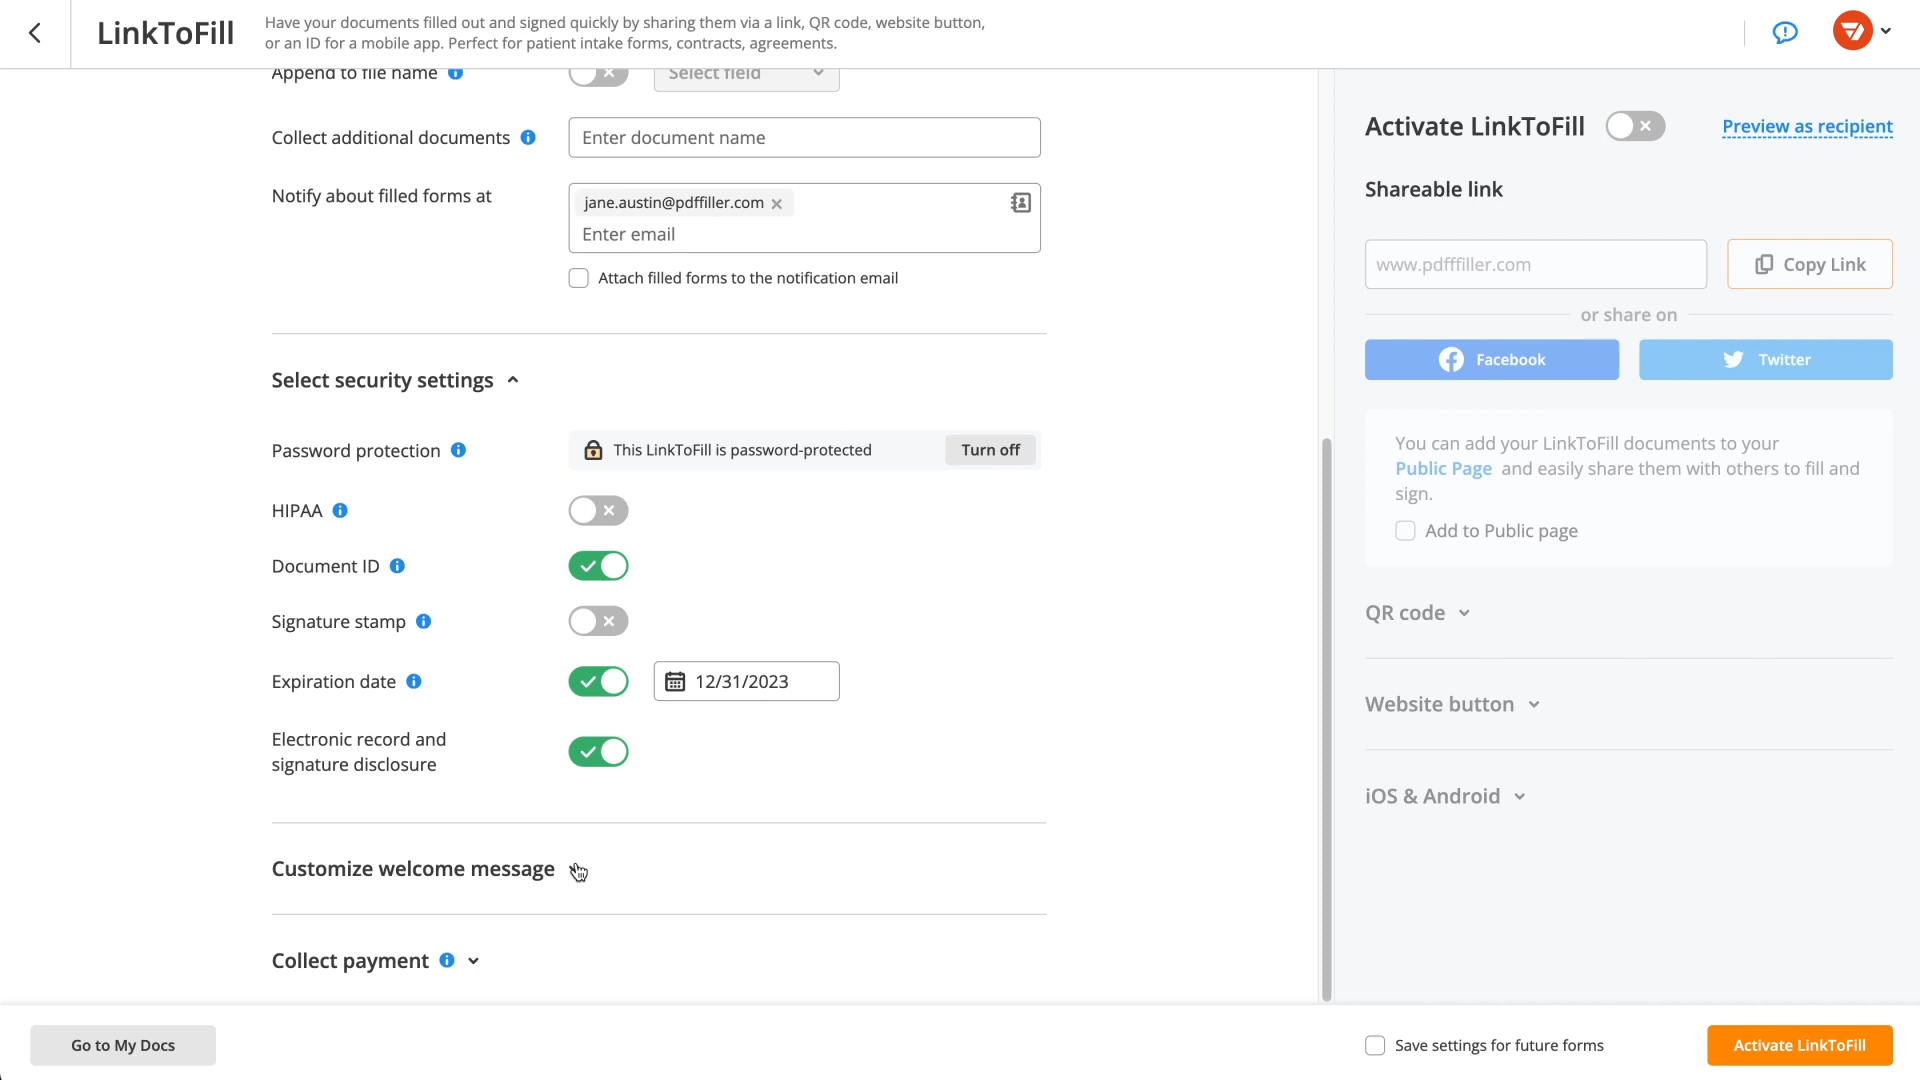 LinkToFill
Have your documents filled out and signed quickly by sharing them via a link, QR code, website button,
or an ID for a mobile app. Perfect for patient intake forms, contracts, agreements.
Append to file name
Select field
Collect additional documents
Enter document name
Notify about filled forms at
jane.austin@pdffiller.com
Enter email
Attach filled forms to the notification email
Select security settings
Password protection
This LinkToFill is password-protected
Turn off
HIPAA
Document ID
Signature stamp
Expiration date
12/31/2023
Electronic record and
signature disclosure
Customize welcome message
Collect payment
Activate LinkToFill
Preview as recipient
Shareable link
www.pdfffiller.com
Copy Link
or share on
Facebook
Twitter
You can add your LinkToFill documents to your
Public Page and easily share them with others to fill and
sign.
Add to Public page
QR code
Website button
iOS & Android
Go to My Docs
Save settings for future forms
Activate LinkToFill